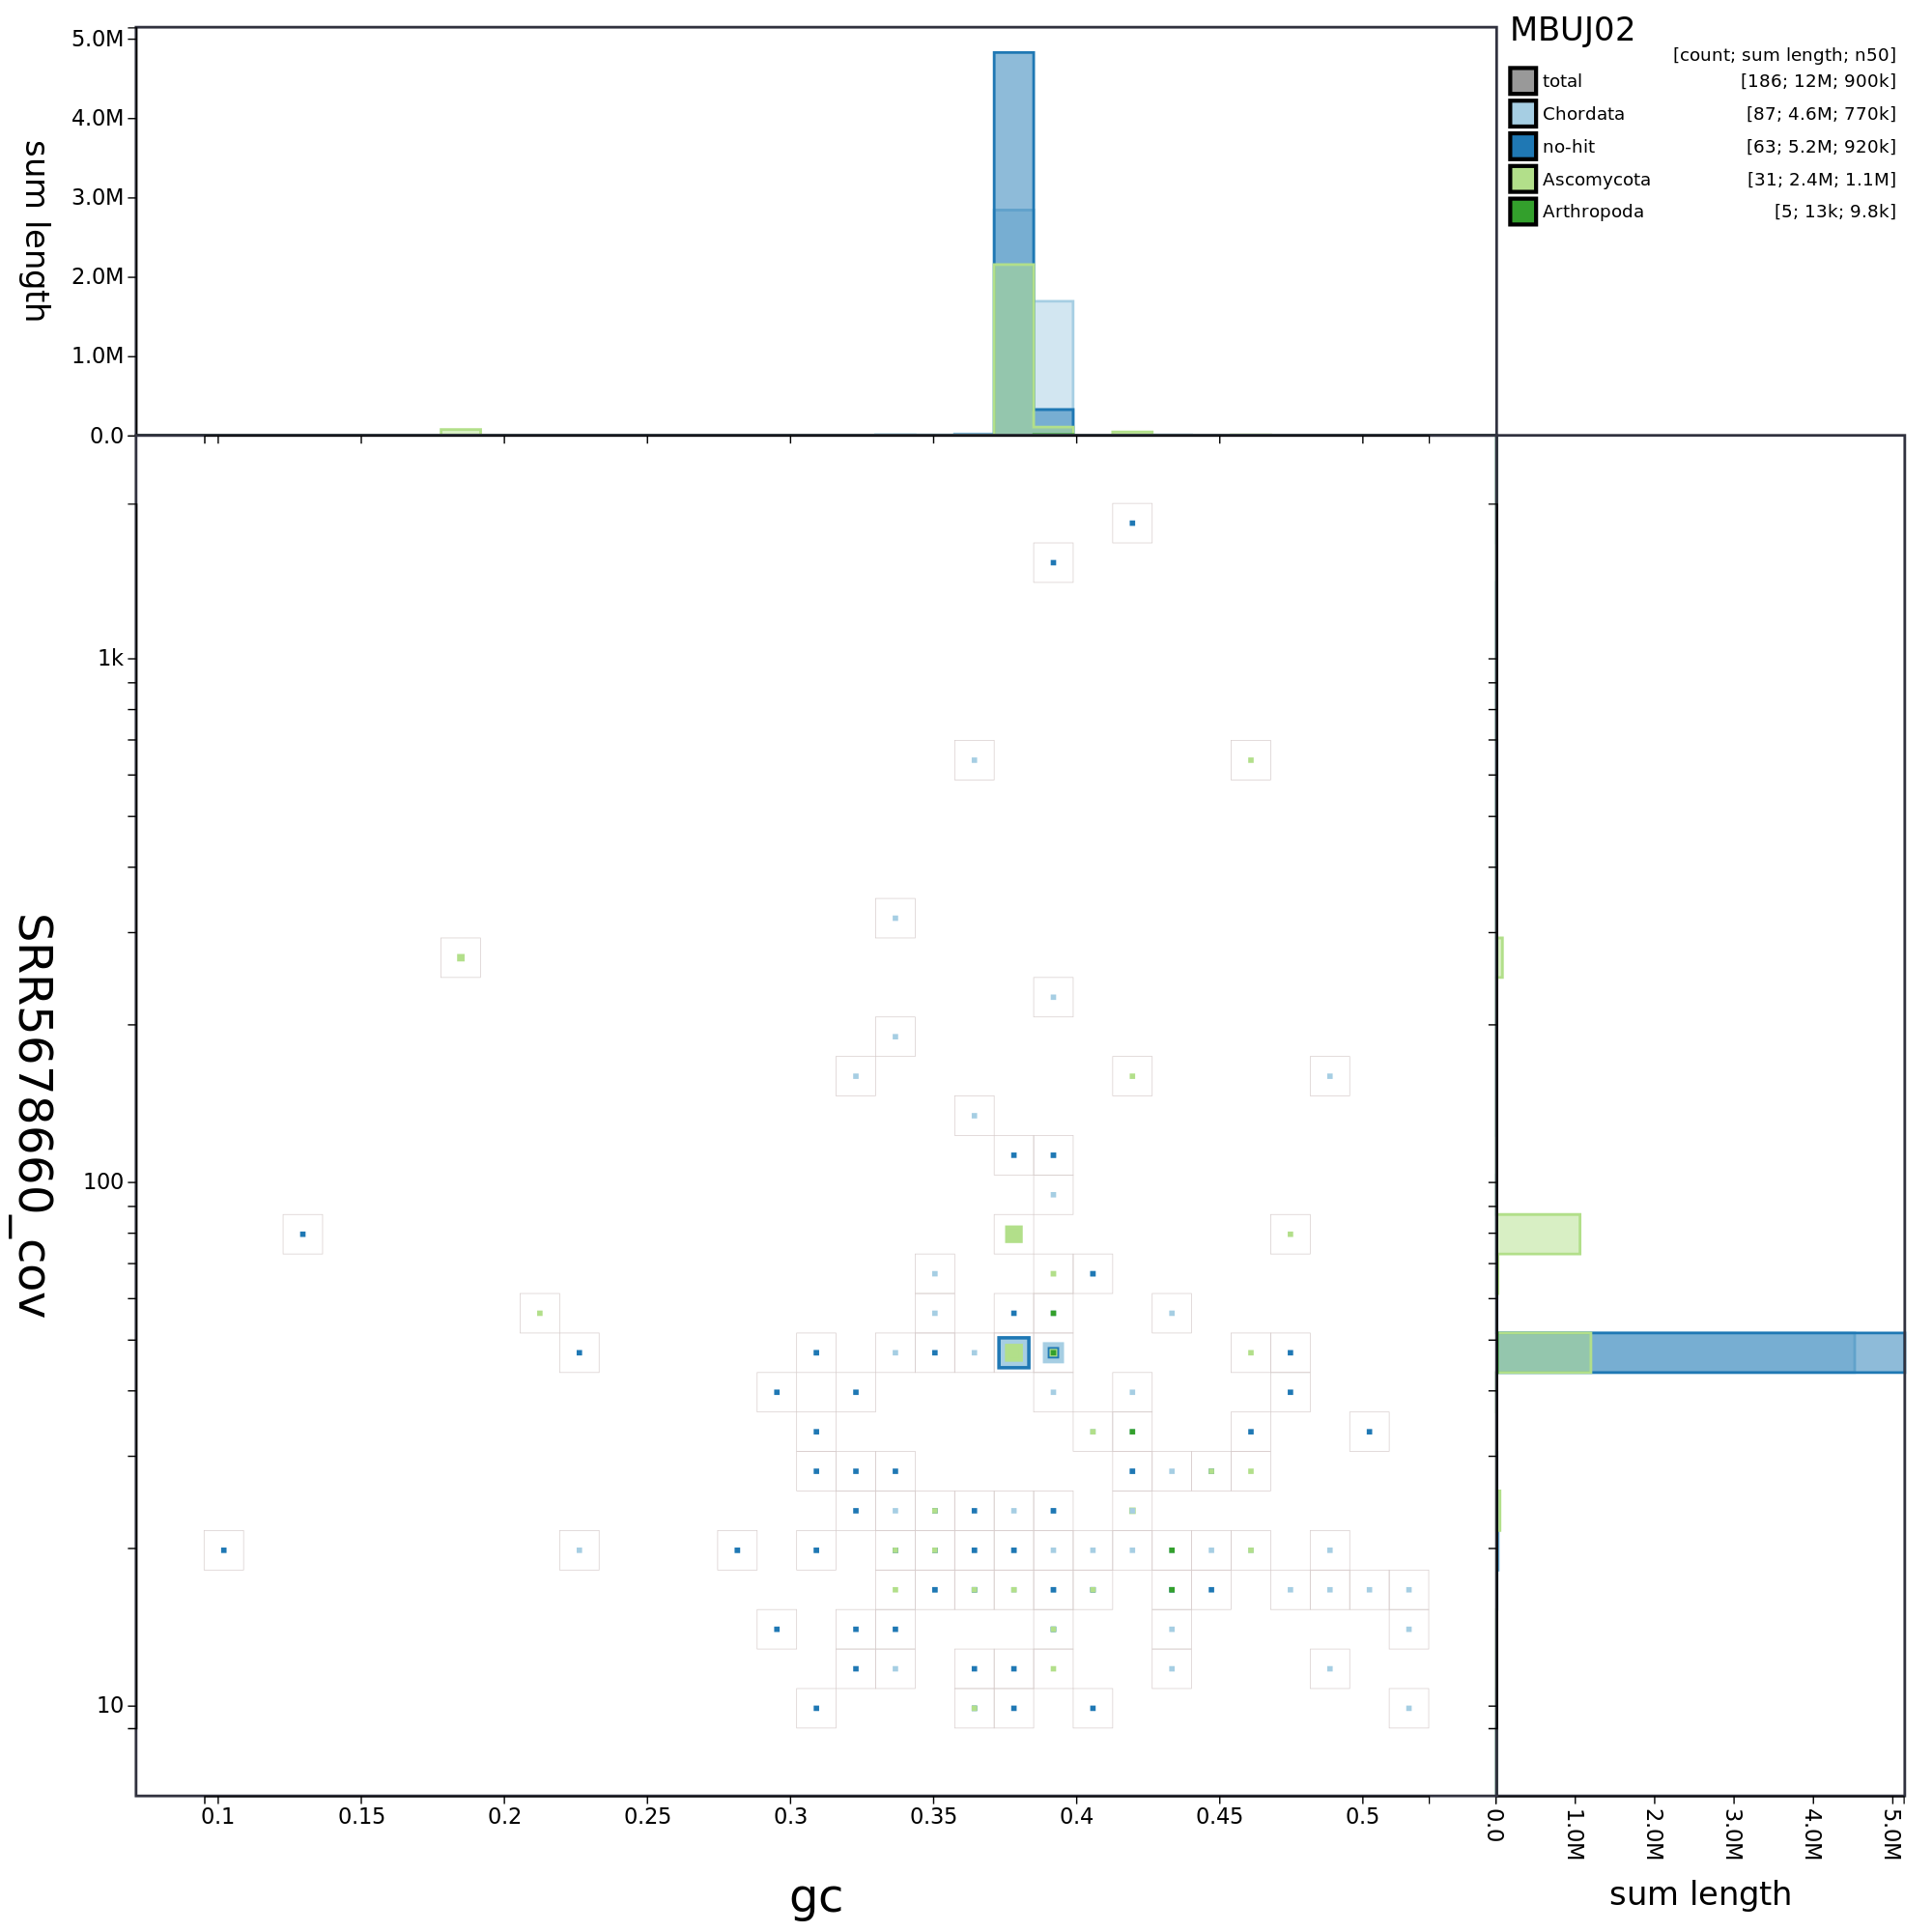 MBUJ02
[count; sum length; n50]
total [186; 12M; 900k]
Chordata [87; 4.6M; 770k]
no-hit [63; 5.2M; 920k]
Ascomycota [31; 2.4M; 1.1M]
Arthropoda [5; 13k; 9.8k]
5.0M
4.0M
3.0M
2.0M
1.0M
0.0
sum length
1k
100
10
SRR5678660_cov
0.1 0.15 0.2 0.25 0.3 0.35 0.4 0.45 0.5
gc
0.0 1.0M 2.0M 3.0M 4.0M 5.0M
sum length